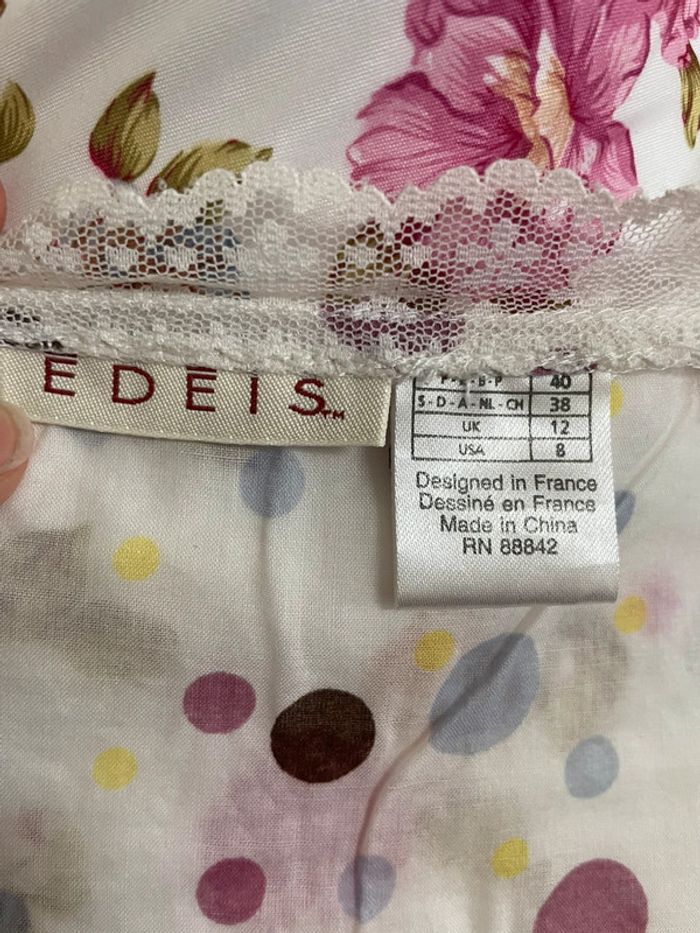 ĒDĒIS™
F - E - B - P 40
S - D - A - NL - CH 38
UK 12
USA 8
Designed in France
Dessiné en France
Made in China
RN 88842